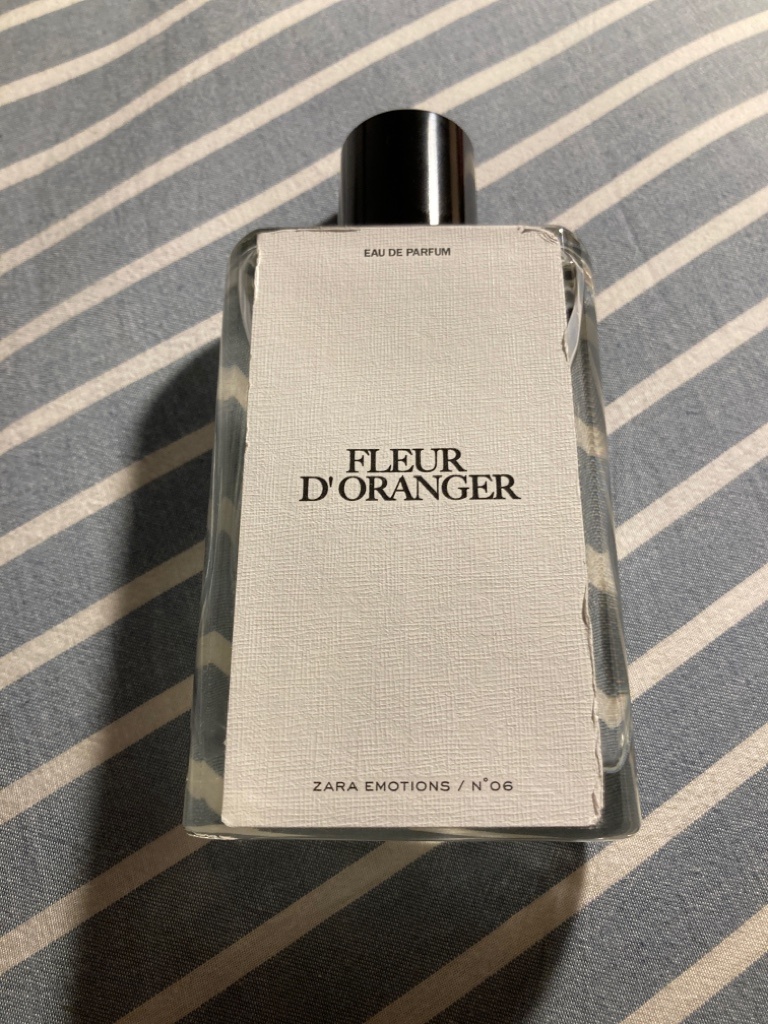 EAU DE PARFUM
FLEUR
D'ORANGER
ZARA EMOTIONS / N°06